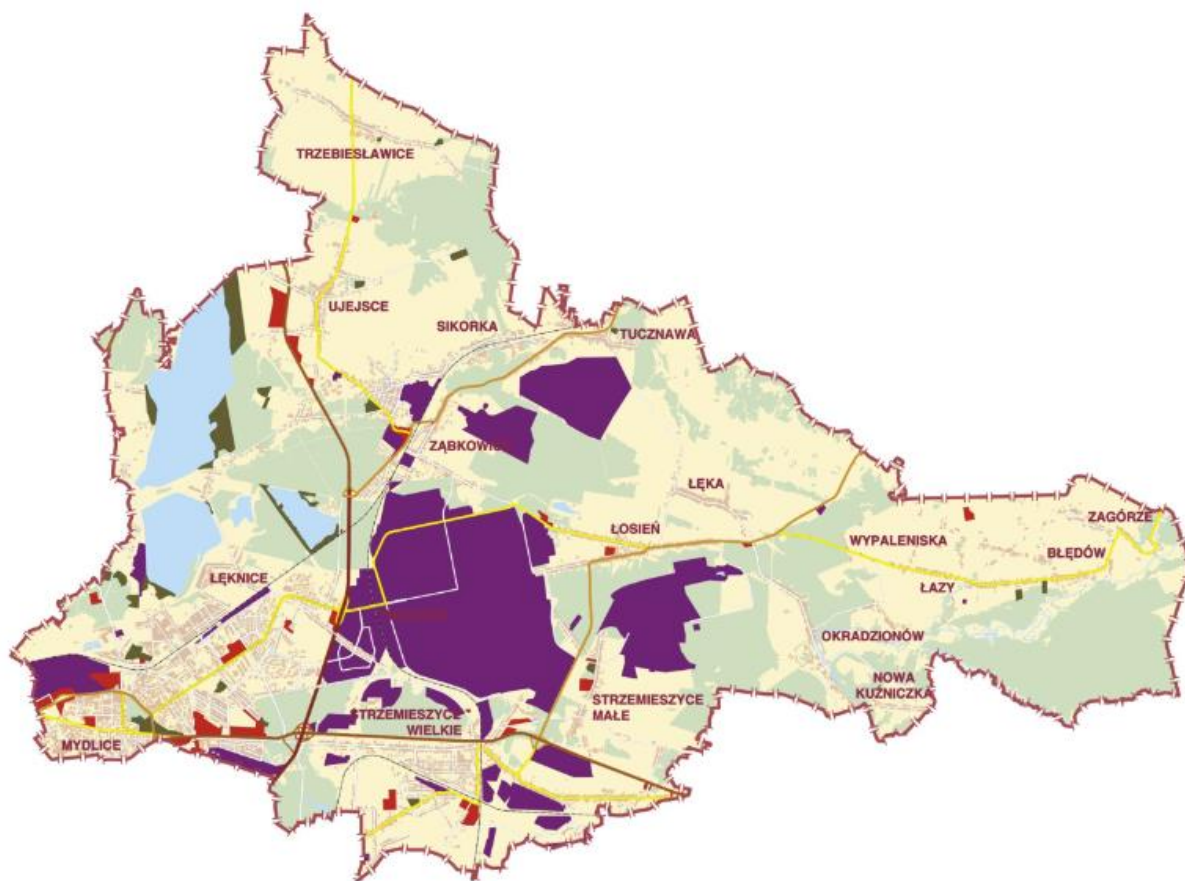 TRZEBIESŁAWICE
UJEJSCE
SIKORKA
TUCZNAWA
ŁĘKA
ŁOSIEŃ
ZAGÓRZE
WYPALENISKA
BŁĘDÓW
ŁĘKNICE
ŁAZY
OKRADZIONÓW
NOWA
KUŹNICZKA
STRZEMIESZYCE
MAŁE
STRZEMIESZYCE
WIELKIE
MYDLICE